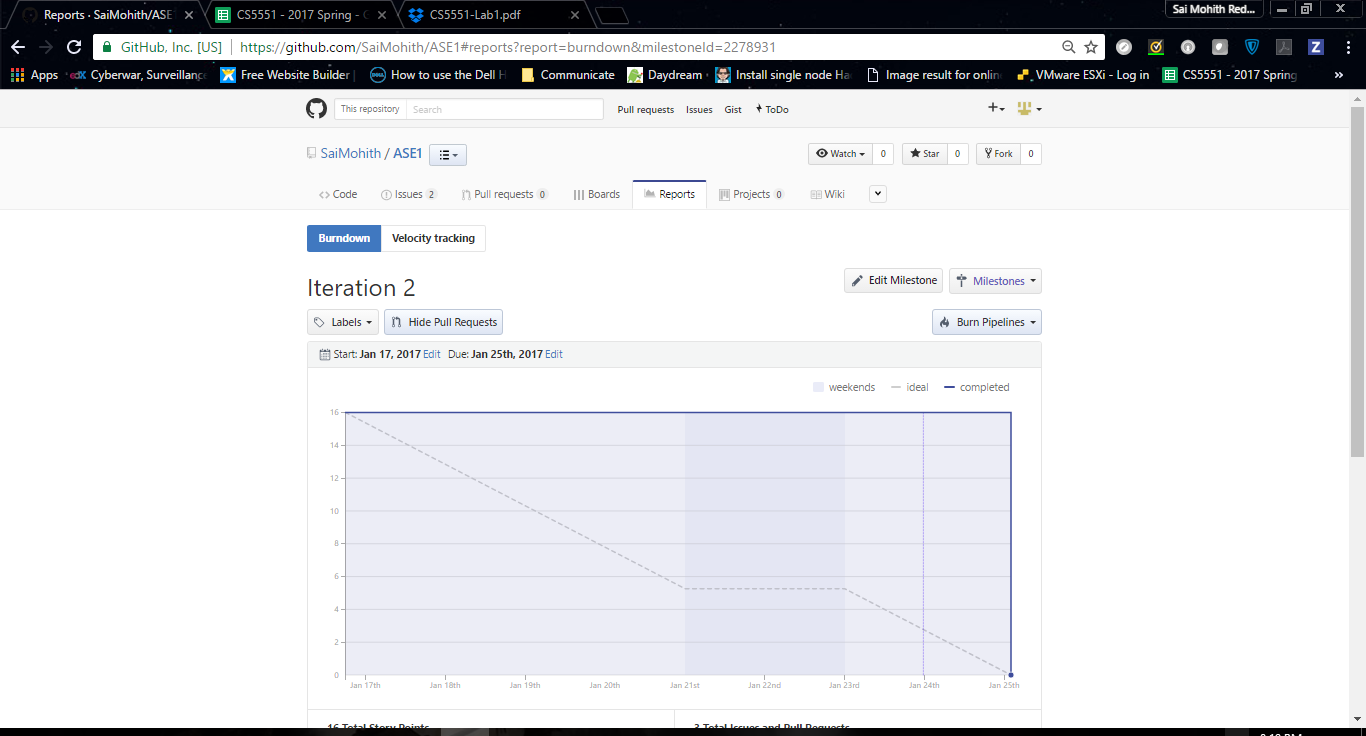 Reports · SaiMohith/ASE CS5551 - 2017 Spring - CS5551-Lab1.pdf Sai Mohith Red...
GitHub, Inc. [US] https://github.com/SaiMohith/ASE1#reports?report=burndown&milestoneId=2278931
Apps Cyberwar, Surveillance Free Website Builder How to use the Dell Communicate Daydream Install single node Image result for onlin VMware ESXi - Log in CS5551 - 2017 Spring »
This repository Search Pull requests Issues Gist ToDo
SaiMohith / ASE1 Watch 0 Star 0 Fork 0
Code Issues 2 Pull requests 0 Boards Reports Projects 0 Wiki
Burndown Velocity tracking
Iteration 2 Edit Milestone Milestones
Labels Hide Pull Requests Burn Pipelines
Start: Jan 17, 2017 Edit Due: Jan 25th, 2017 Edit
weekends ideal completed
16
14
12
10
8
6
4
2
0
Jan 17th Jan 18th Jan 19th Jan 20th Jan 21st Jan 22nd Jan 23rd Jan 24th Jan 25th
16 Total Story Points 3 Total Issues and Pull Requests